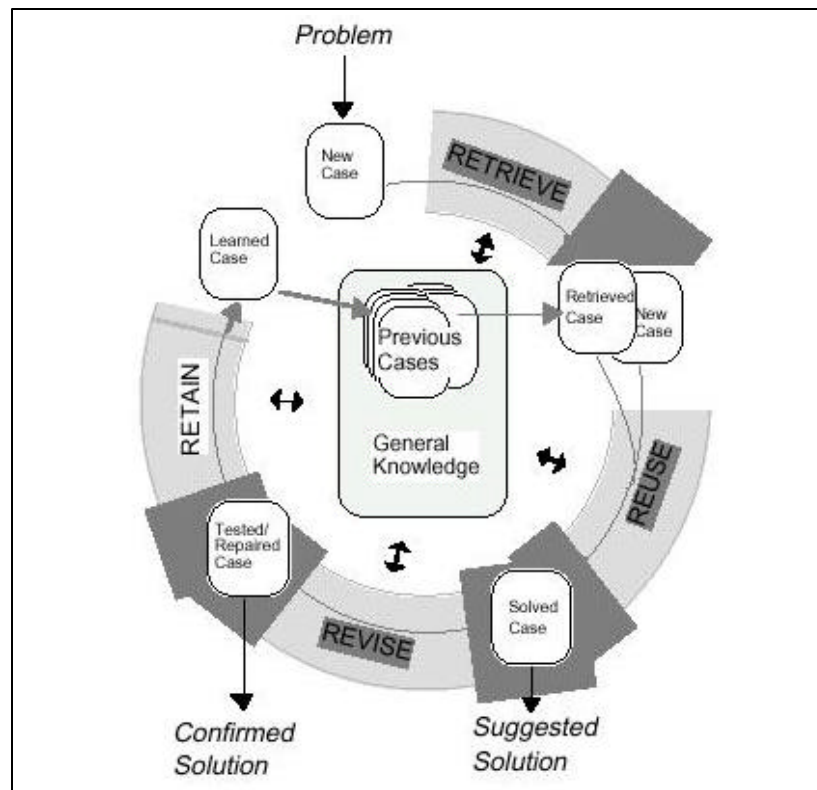 Problem
New
Case
RETRIEVE
Learned
Case
Retrieved
Case
New
Case
Previous
Cases
RETAIN
General
Knowledge
REUSE
Tested/
Repaired
Case
Solved
Case
REVISE
Confirmed
Solution
Suggested
Solution